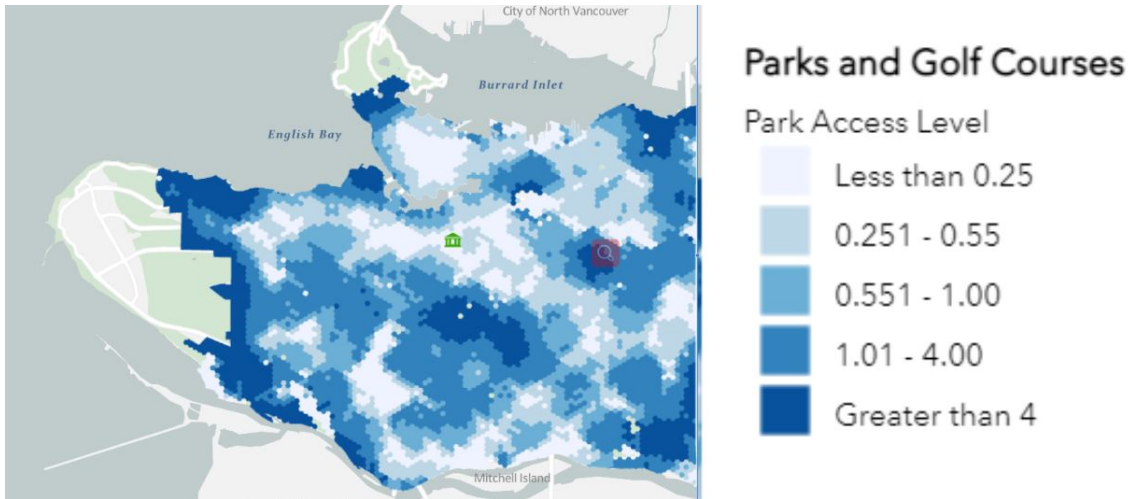 City of North Vancouver
Burrard Inlet
English Bay
Mitchell Island
Parks and Golf Courses
Park Access Level
Less than 0.25
0.251 - 0.55
0.551 - 1.00
1.01 - 4.00
Greater than 4